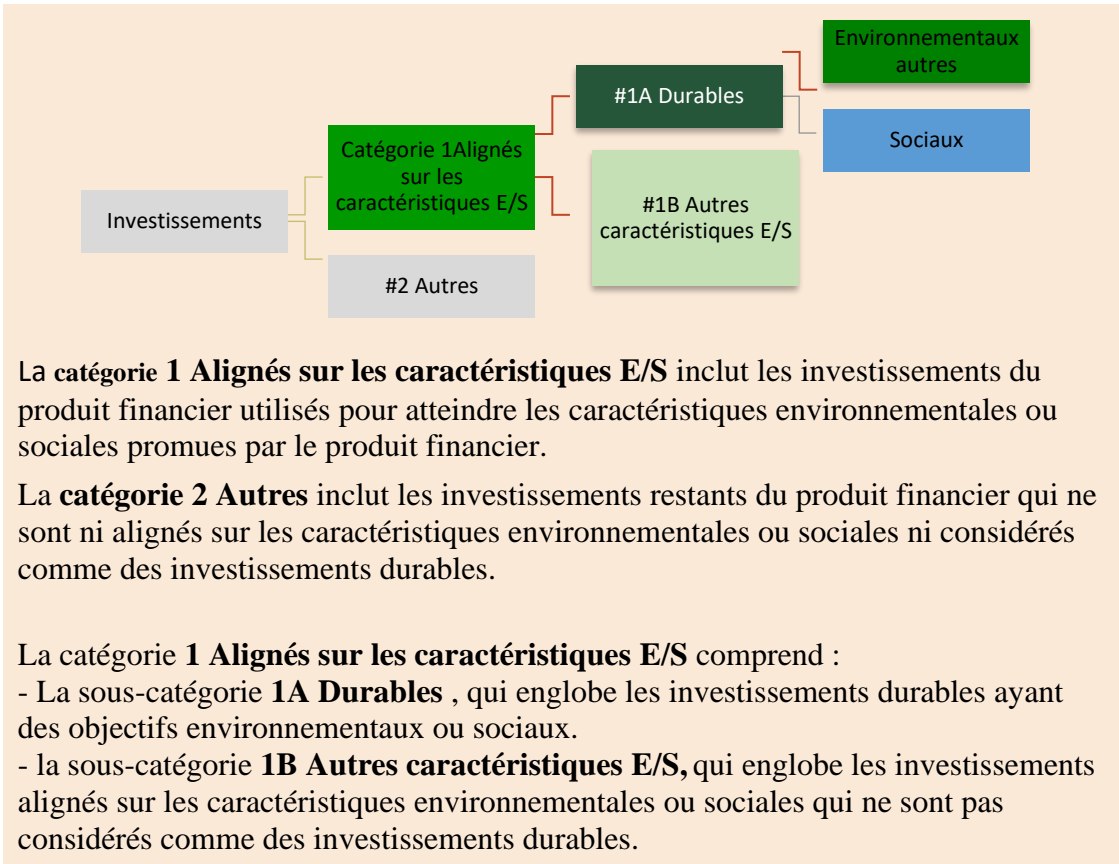 Environnementaux
autres
#1A Durables
Sociaux
Catégorie 1Alignés
sur les
caractéristiques E/S
#1B Autres
caractéristiques E/S
Investissements
#2 Autres
La catégorie 1 Alignés sur les caractéristiques E/S inclut les investissements du
produit financier utilisés pour atteindre les caractéristiques environnementales ou
sociales promues par le produit financier.
La catégorie 2 Autres inclut les investissements restants du produit financier qui ne
sont ni alignés sur les caractéristiques environnementales ou sociales ni considérés
comme des investissements durables.
La catégorie 1 Alignés sur les caractéristiques E/S comprend :
- La sous-catégorie 1A Durables , qui englobe les investissements durables ayant
des objectifs environnementaux ou sociaux.
- la sous-catégorie 1B Autres caractéristiques E/S, qui englobe les investissements
alignés sur les caractéristiques environnementales ou sociales qui ne sont pas
considérés comme des investissements durables.